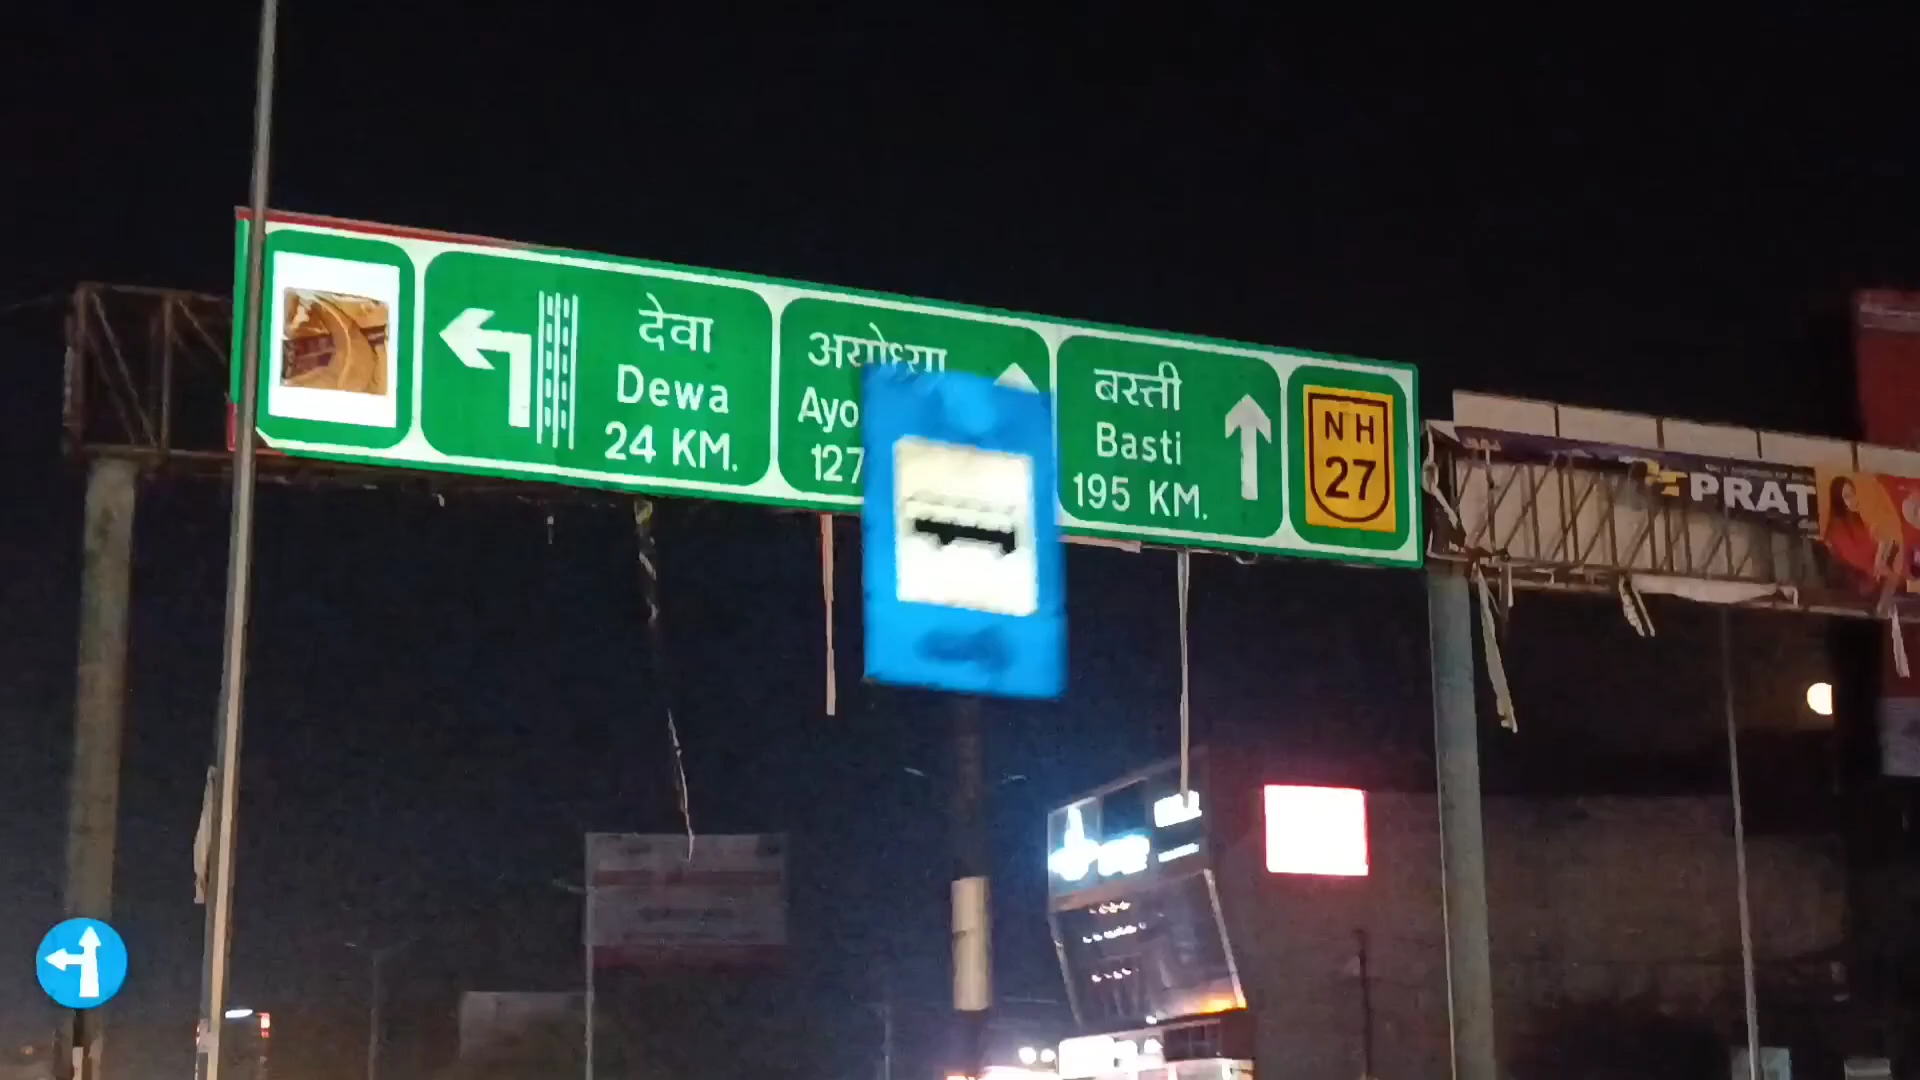 देवा
Dewa
24 KM.
अयोध्या
Ayo
127
बस्ती
Basti
195 KM.
NH
27
PRAT